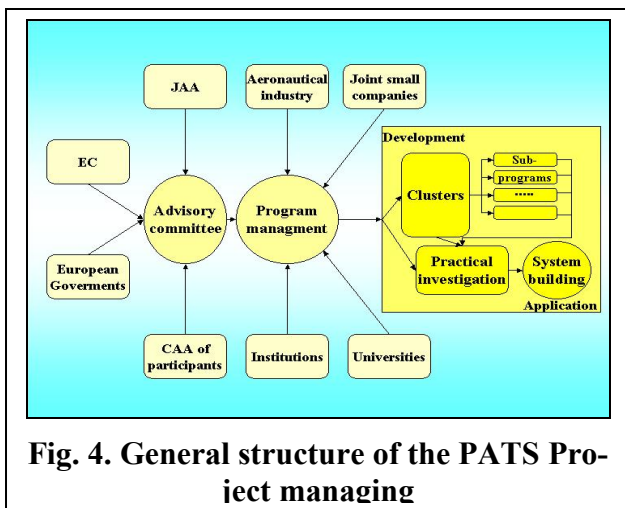 JAA
Aeronautical
industry
Joint small
companies
Development
EC
Sub-
programs
.....
Clusters
Advisory
committee
Program
managment
European
Goverments
Practical
investigation
System
building
Application
CAA of
participants
Institutions
Universities
Fig. 4. General structure of the PATS Pro-
ject managing